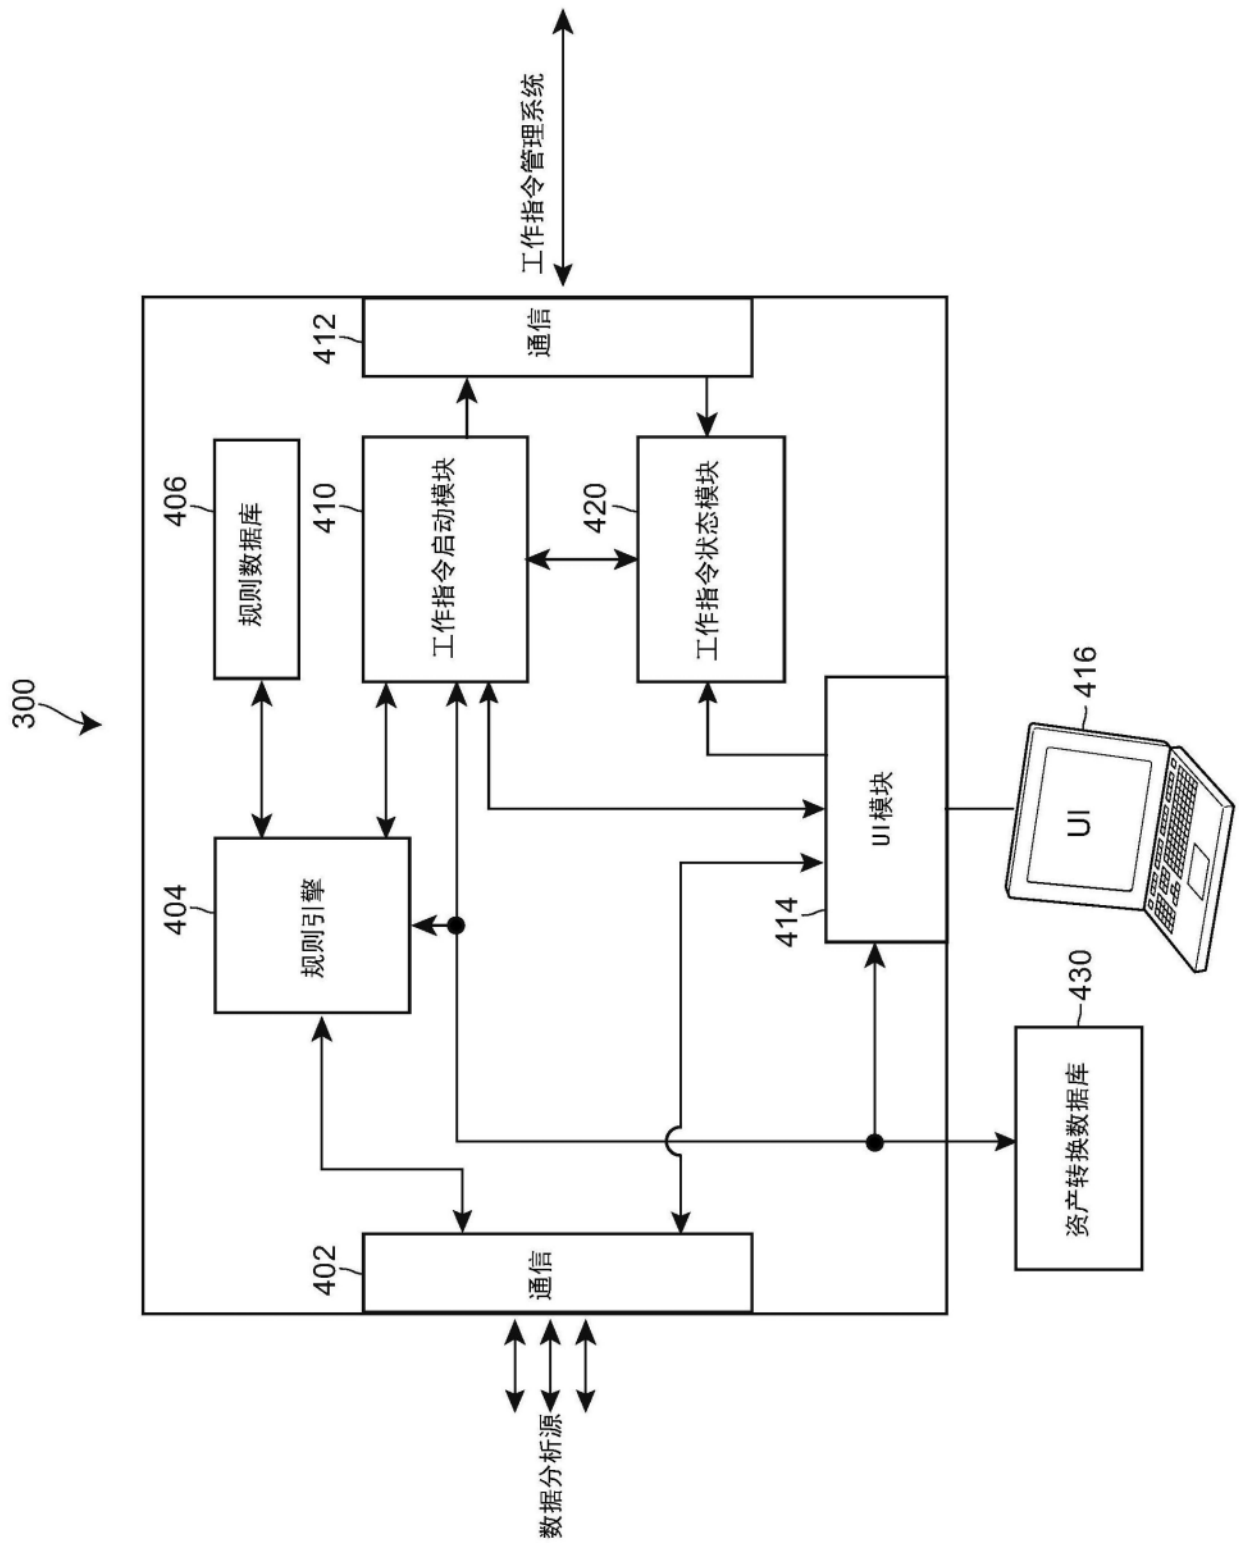 300
404
规则引擎
406
规则数据库
402
通信
410
工作指令启动模块
412
通信
数据分析源
工作指令管理系统
420
工作指令状态模块
414
UI模块
430
资产转换数据库
416
UI